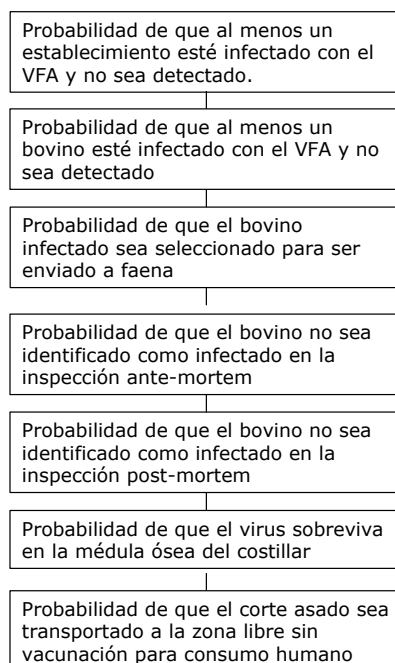 Probabilidad de que al menos un
establecimiento esté infectado con el
VFA y no sea detectado.
Probabilidad de que al menos un
bovino esté infectado con el VFA y no
sea detectado
Probabilidad de que el bovino
infectado sea seleccionado para ser
enviado a faena
Probabilidad de que el bovino no sea
identificado como infectado en la
inspección ante-mortem
Probabilidad de que el bovino no sea
identificado como infectado en la
inspección post-mortem
Probabilidad de que el virus sobreviva
en la médula ósea del costillar
Probabilidad de que el corte asado sea
transportado a la zona libre sin
vacunación para consumo humano